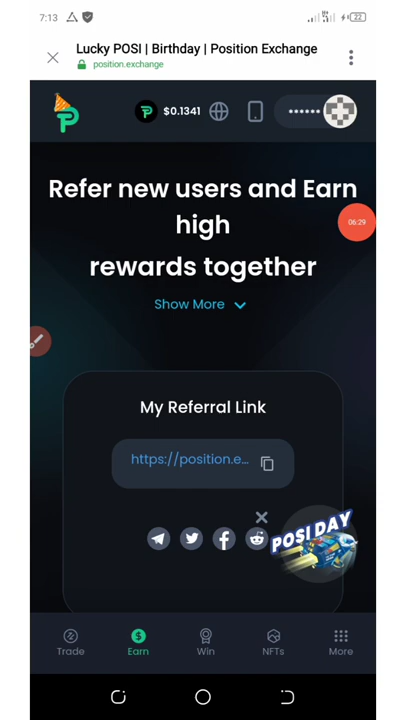 7:13
22
Lucky POSI | Birthday | Position Exchange
position.exchange
$0.1341
••••••
Refer new users and Earn
high
rewards together
06:29
Show More
My Referral Link
https://position.e...
POSI DAY
Trade
Earn
Win
NFTs
More